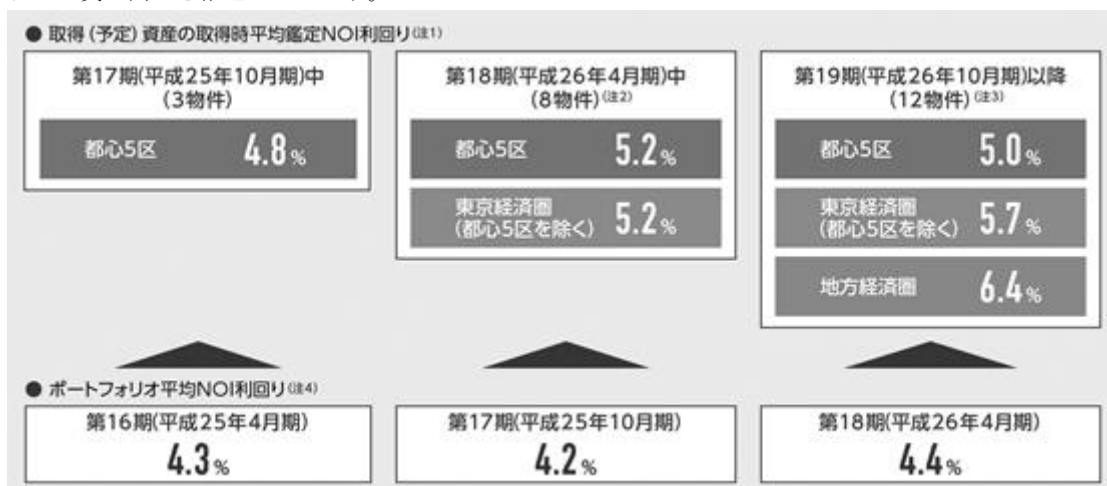 ● 取得(予定)資産の取得時平均鑑定NOI利回り(注1)
第17期(平成25年10月期)中
(3物件)
都心5区 4.8%
第18期(平成26年4月期)中
(8物件)(注2)
都心5区 5.2%
東京経済圏
(都心5区を除く) 5.2%
第19期(平成26年10月期)以降
(12物件)(注3)
都心5区 5.0%
東京経済圏
(都心5区を除く) 5.7%
地方経済圏 6.4%
● ポートフォリオ平均NOI利回り(注4)
第16期(平成25年4月期)
4.3%
第17期(平成25年10月期)
4.2%
第18期(平成26年4月期)
4.4%